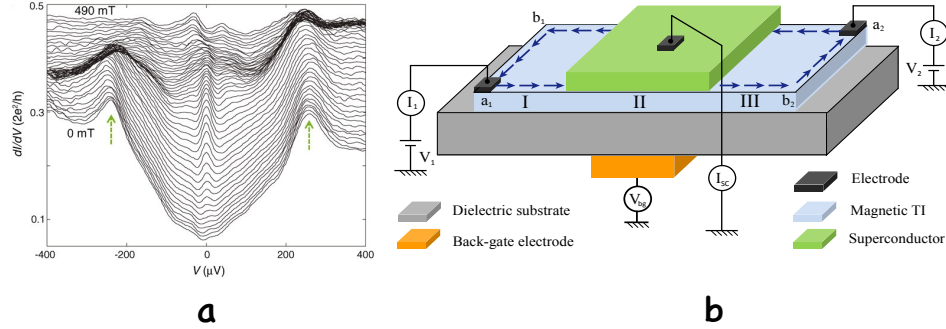 0.5
490 mT
0.3
0 mT
0.1
dI/dV (2e²/h)
-400
-200
0
200
400
V (μV)
a
b₁
a₂
I₂
V₂
I₁
a₁
I
II
III
b₂
V₁
I_SC
V_bg
Dielectric substrate
Back-gate electrode
Electrode
Magnetic TI
Superconductor
b